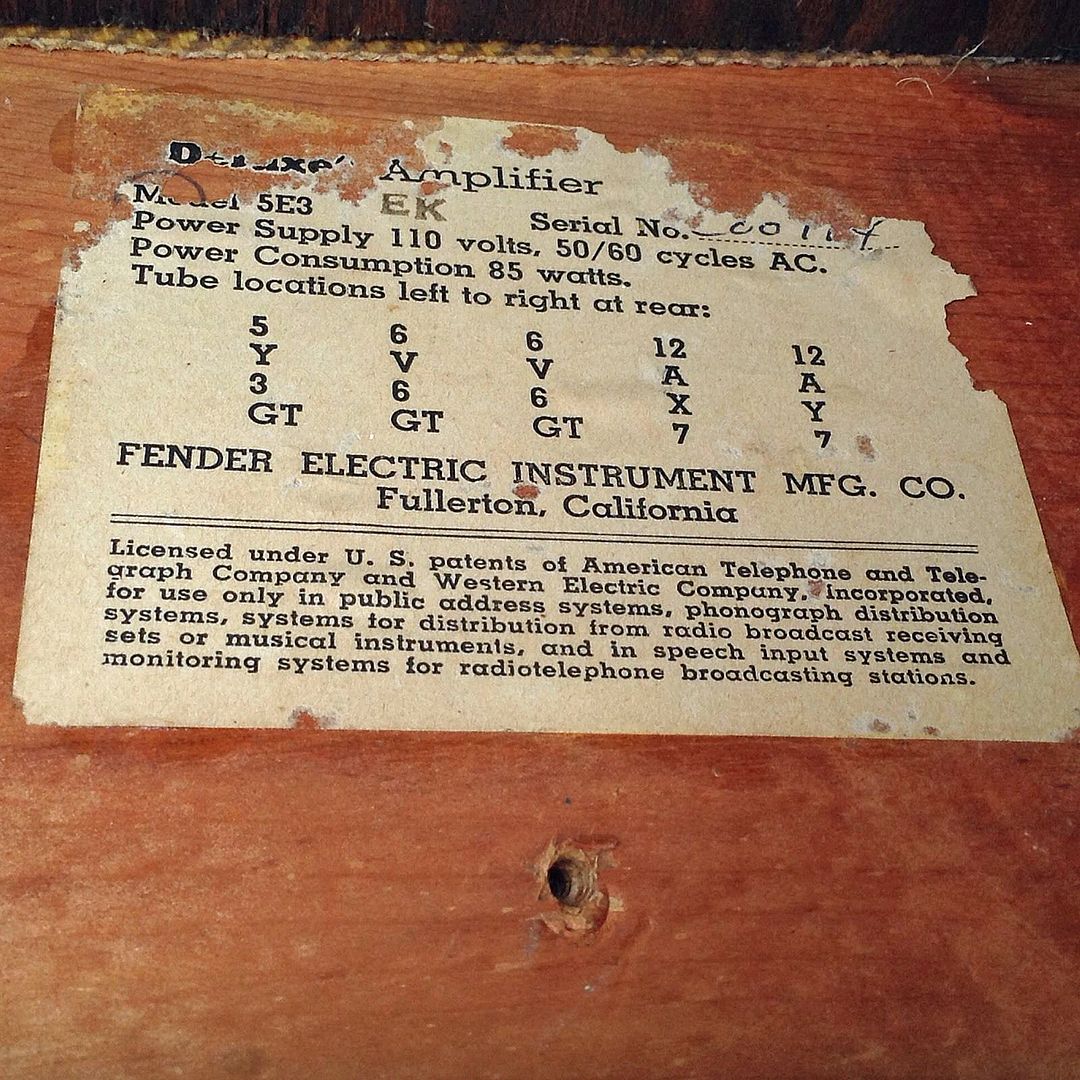 Deluxe Amplifier
Model 5E3 EK Serial No.
Power Supply 110 volts, 50/60 cycles AC.
Power Consumption 85 watts.
Tube locations left to right at rear:
5 6 6 12 12
Y V V A A
3 6 6 X Y
GT GT GT 7 7
FENDER ELECTRIC INSTRUMENT MFG. CO.
Fullerton, California
Licensed under U. S. patents of American Telephone and Tele-
graph Company and Western Electric Company, Incorporated,
for use only in public address systems, phonograph distribution
systems, systems for distribution from radio broadcast receiving
sets or musical instruments, and in speech input systems and
monitoring systems for radiotelephone broadcasting stations.